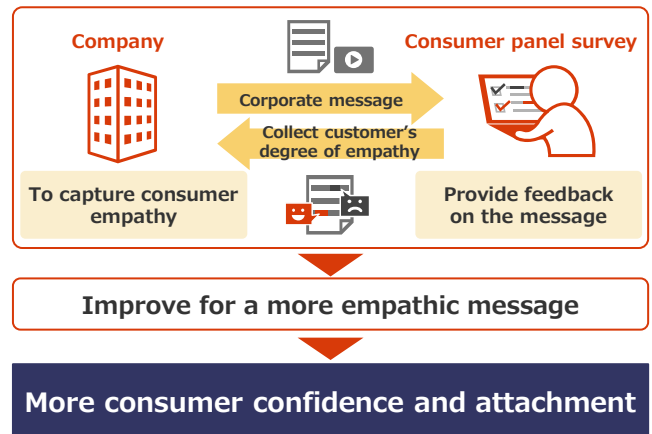 Company
Consumer panel survey
Corporate message
Collect customer's
degree of empathy
To capture consumer
empathy
Provide feedback
on the message
Improve for a more empathic message
More consumer confidence and attachment